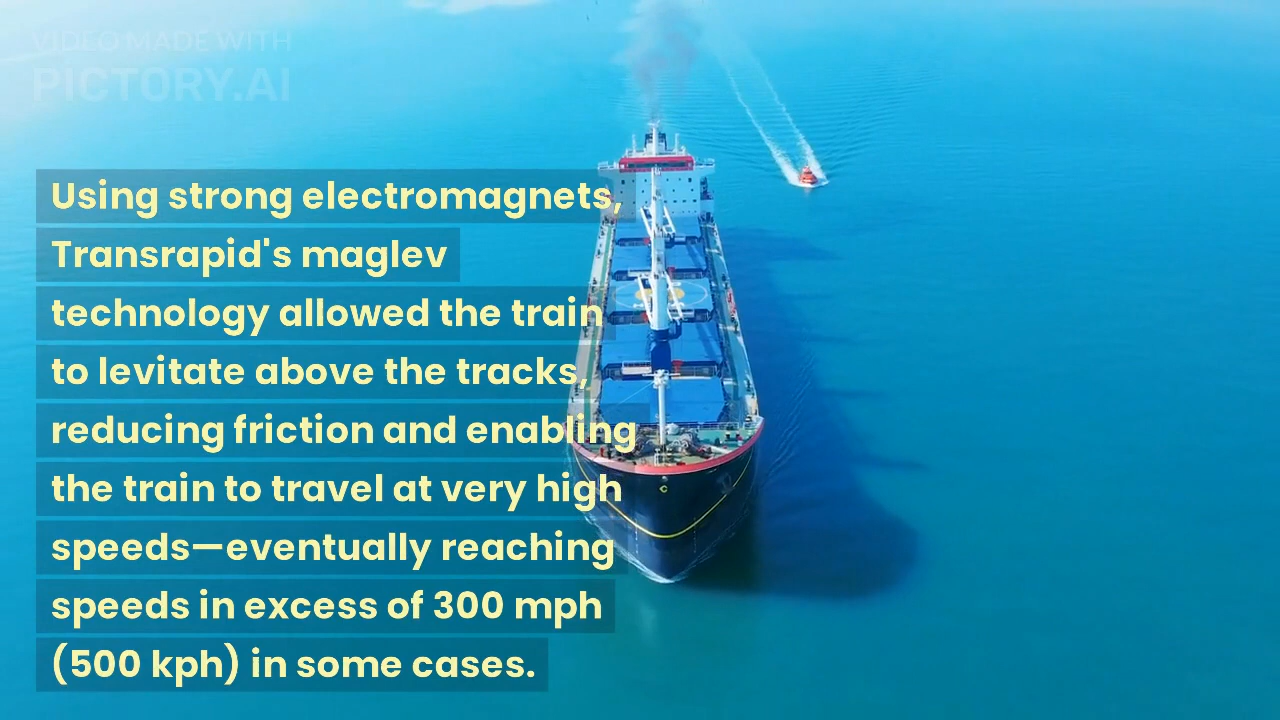 VIDEO MADE WITH
PICTORY.AI
Using strong electromagnets,
Transrapid's maglev
technology allowed the train
to levitate above the tracks,
reducing friction and enabling
the train to travel at very high
speeds—eventually reaching
speeds in excess of 300 mph
(500 kph) in some cases.